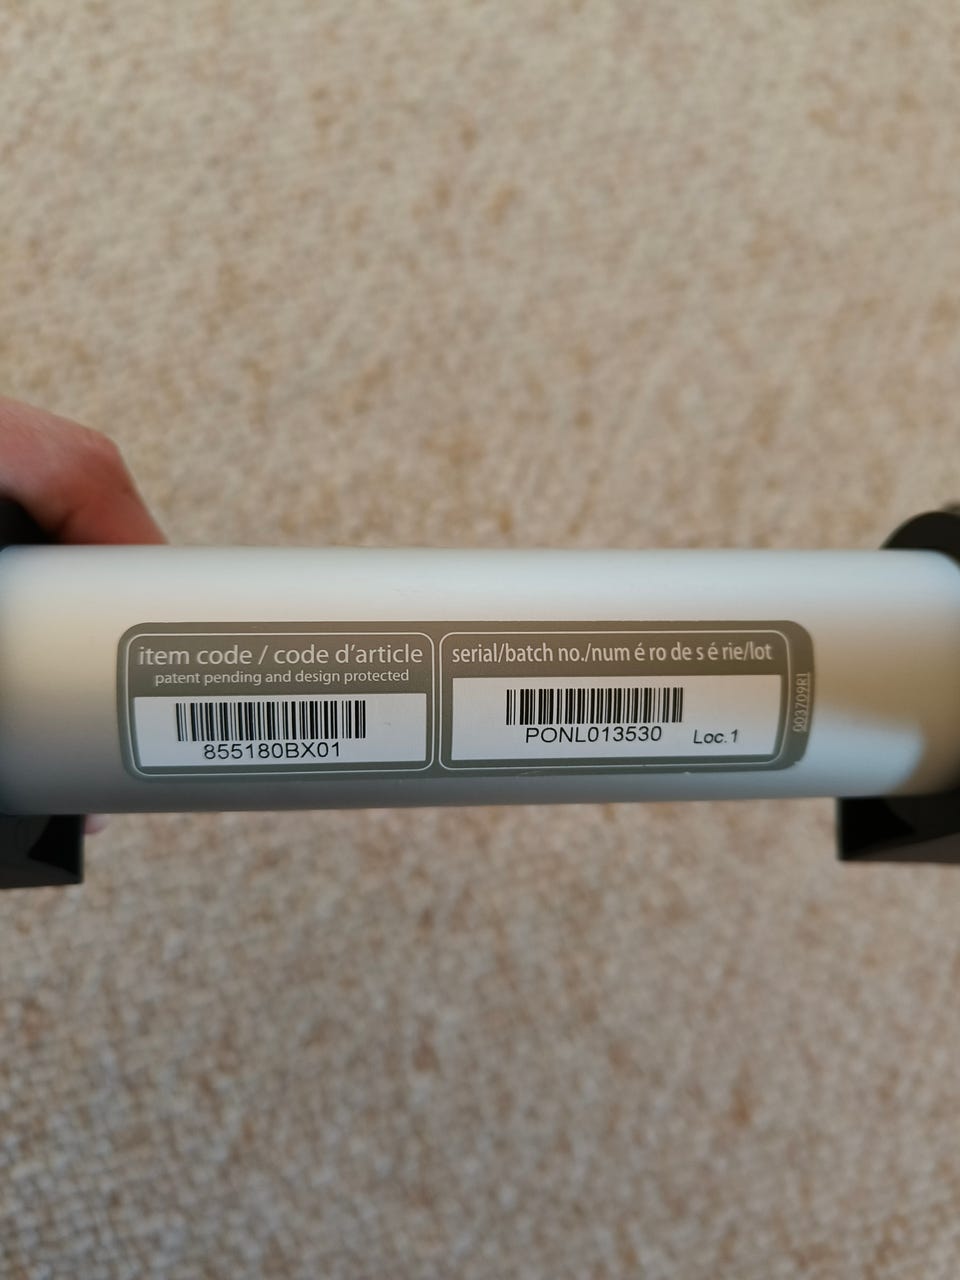 item code / code d'article
patent pending and design protected
855180BX01
serial/batch no./num é ro de s é rie/lot
PONL013530
Loc.1
003709R1